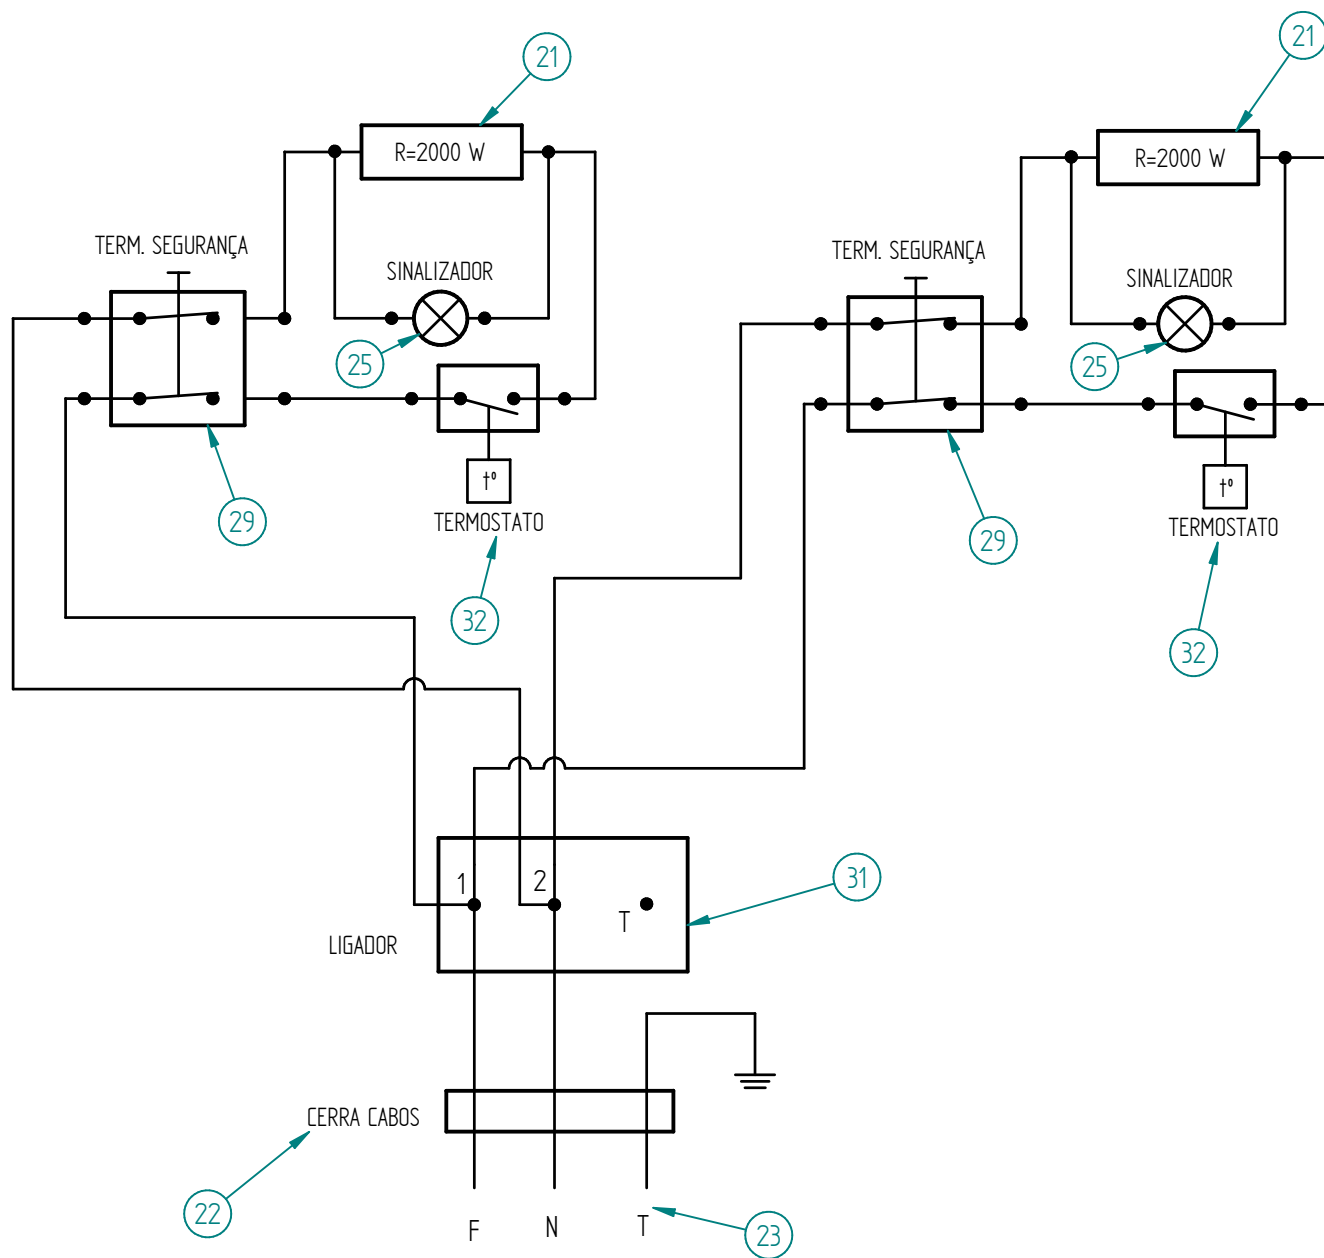 21
21
R=2000 W
R=2000 W
TERM. SEGURANÇA
TERM. SEGURANÇA
SINALIZADOR
SINALIZADOR
25
25
t°
t°
29
TERMOSTATO
29
TERMOSTATO
32
32
1
2
31
T
LIGADOR
CERRA CABOS
22
F
N
T
23